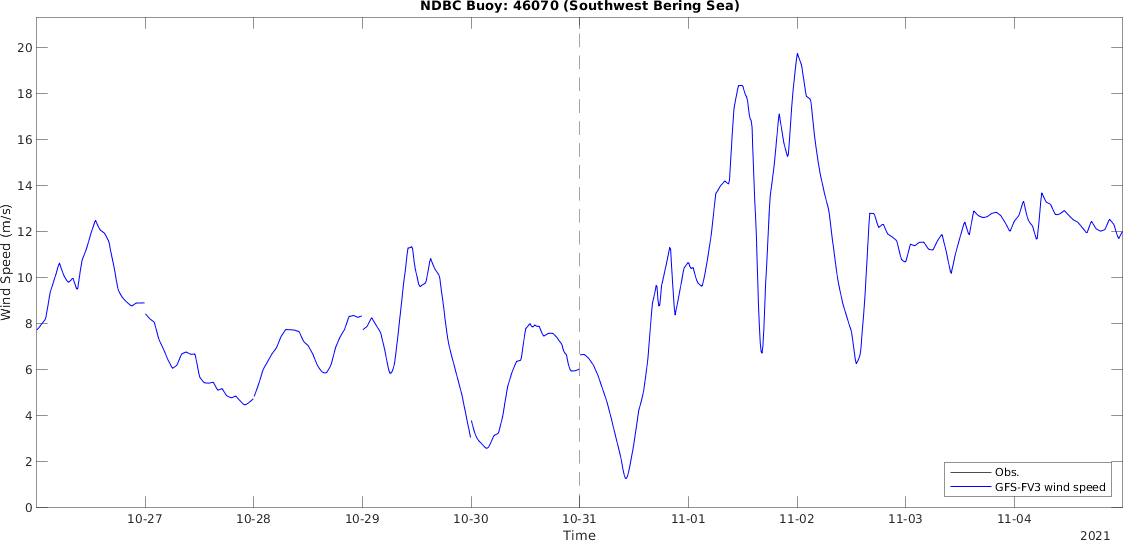 NDBC Buoy: 46070 (Southwest Bering Sea)
Wind Speed (m/s)
20
18
16
14
12
10
8
6
4
2
0
10-27 10-28 10-29 10-30 10-31 11-01 11-02 11-03 11-04
Time
2021
Obs.
GFS-FV3 wind speed